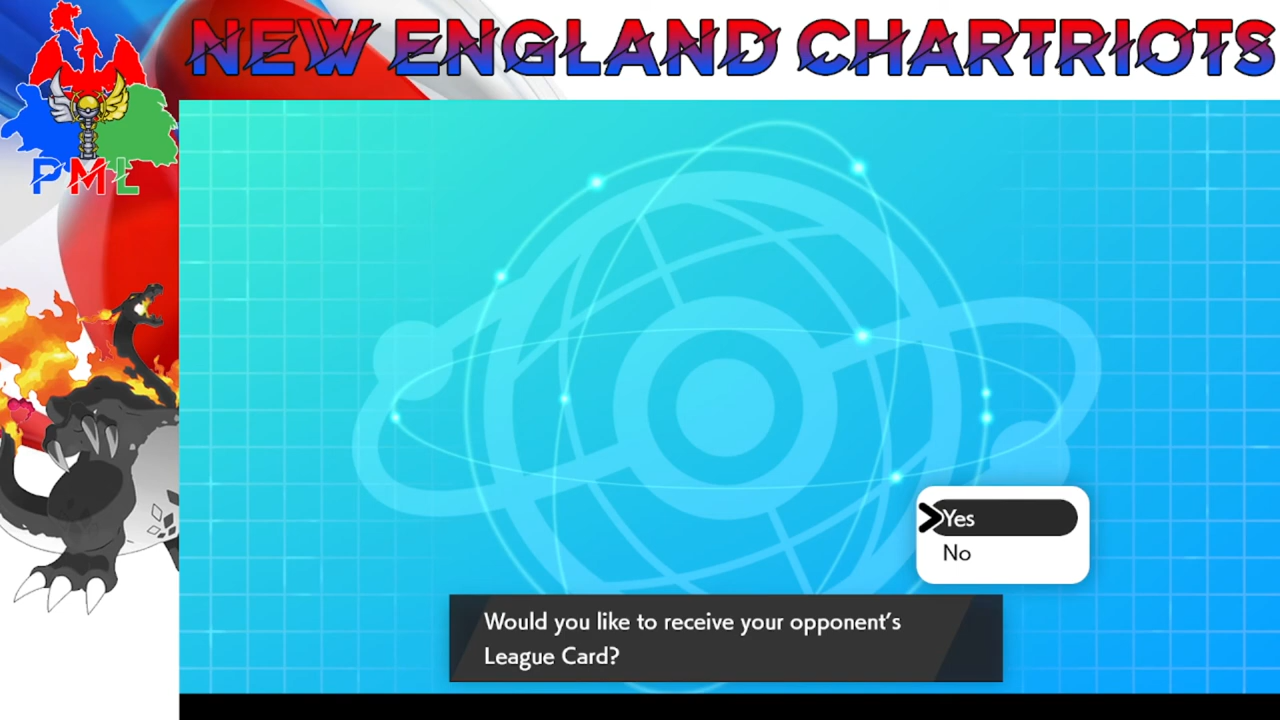 NEW ENGLAND CHARTRIOTS
PML
Yes
No
Would you like to receive your opponent's
League Card?